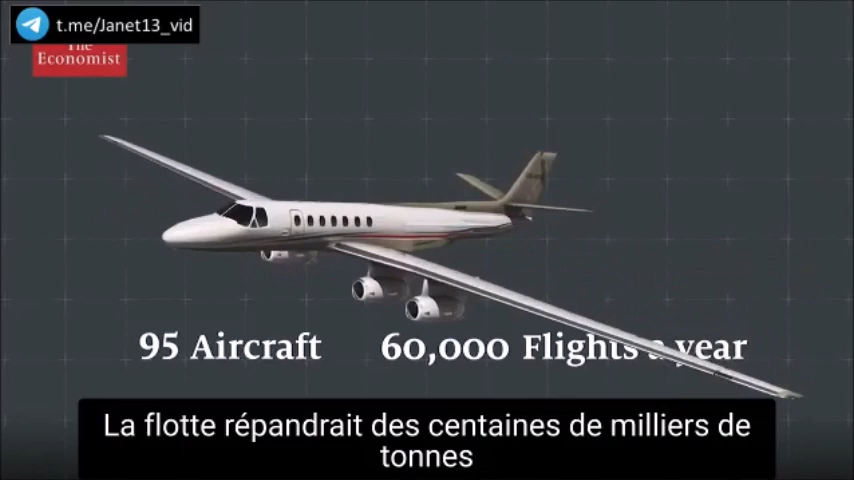 t.me/Janet13_vid
The
Economist
95 Aircraft 60,000 Flights a year
La flotte répandrait des centaines de milliers de
tonnes